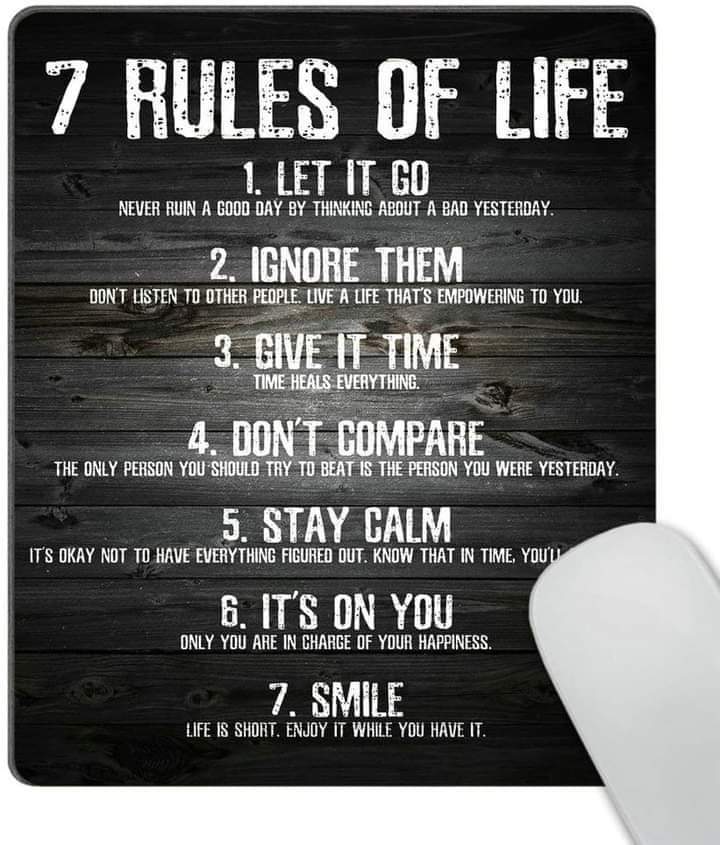 7 RULES OF LIFE
1. LET IT GO
NEVER RUIN A GOOD DAY BY THINKING ABOUT A BAD YESTERDAY.
2. IGNORE THEM
DON'T LISTEN TO OTHER PEOPLE. LIVE A LIFE THAT'S EMPOWERING TO YOU.
3. GIVE IT TIME
TIME HEALS EVERYTHING.
4. DON'T COMPARE
THE ONLY PERSON YOU SHOULD TRY TO BEAT IS THE PERSON YOU WERE YESTERDAY.
5. STAY CALM
IT'S OKAY NOT TO HAVE EVERYTHING FIGURED OUT. KNOW THAT IN TIME,
6. IT'S ON YOU
ONLY YOU ARE IN CHARGE OF YOUR HAPPINESS.
7. SMILE
LIFE IS SHORT. ENJOY IT WHILE YOU HAVE IT.